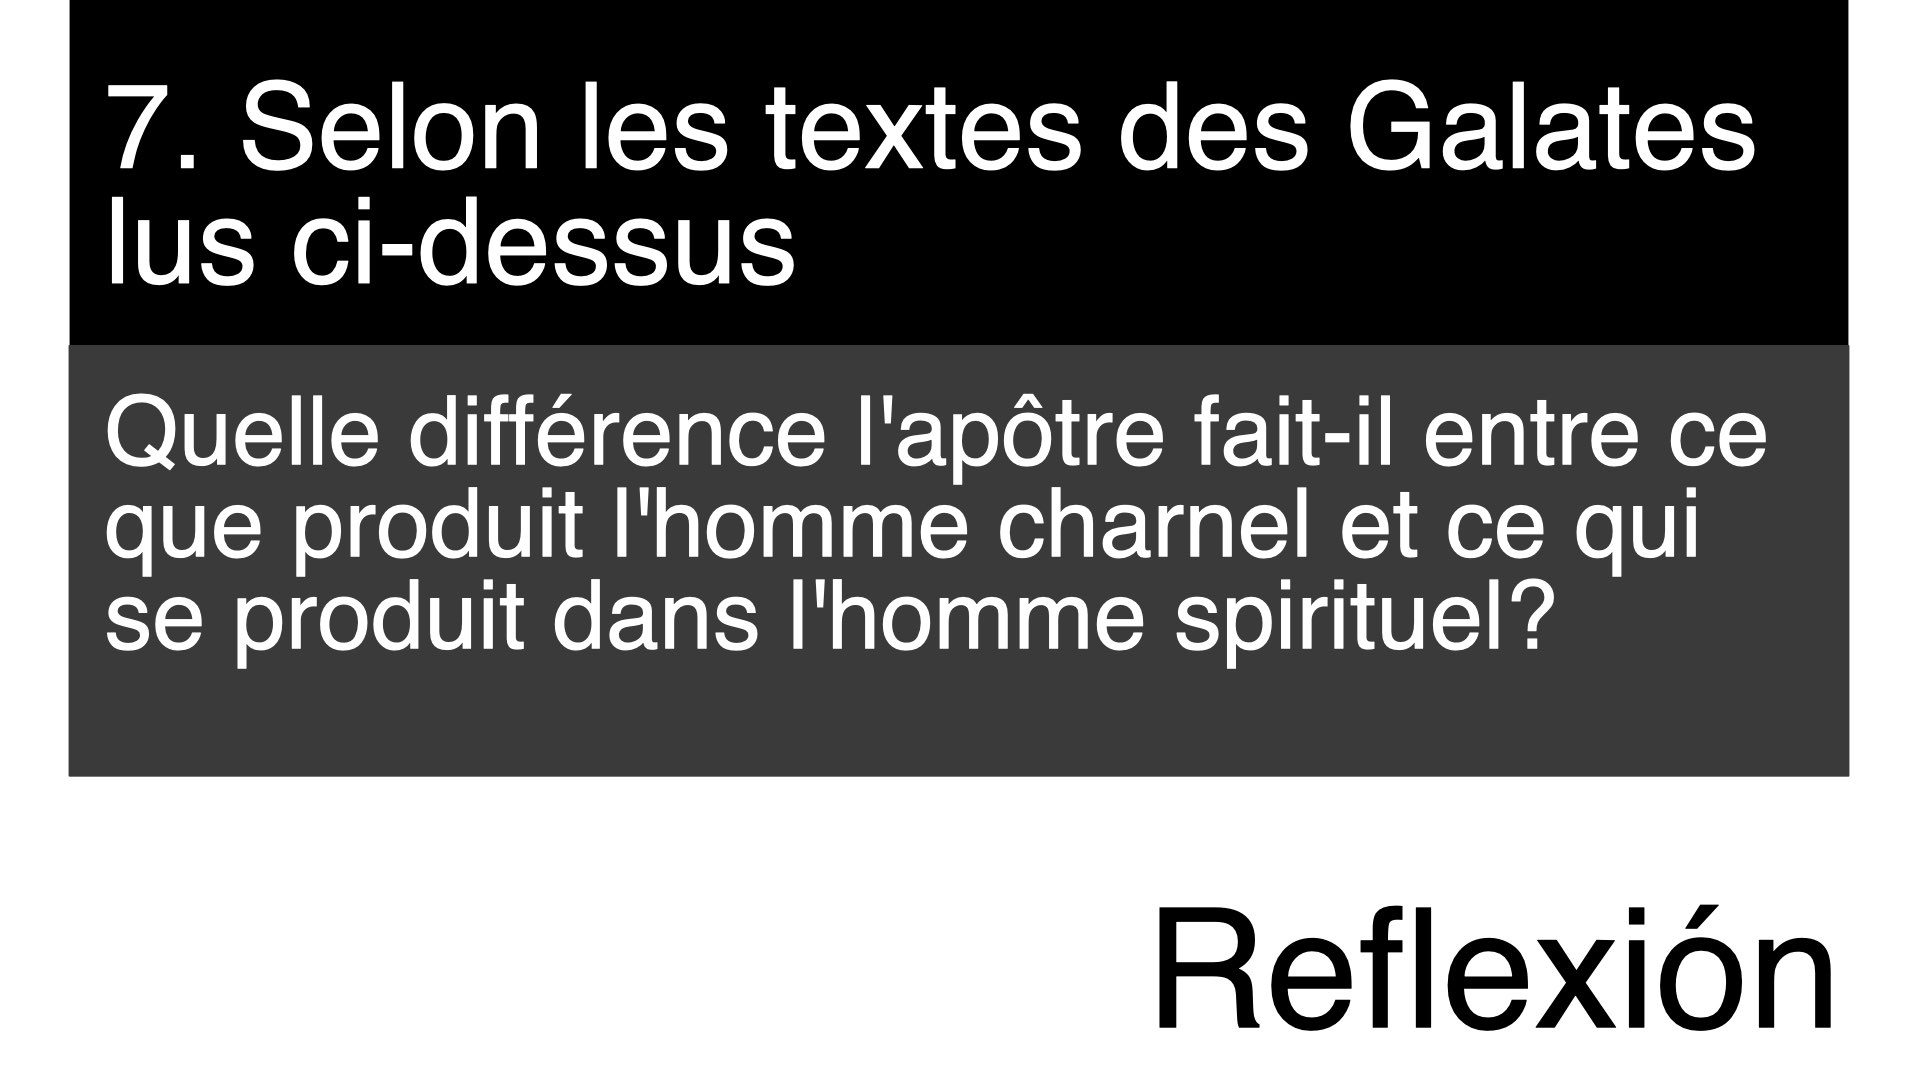 7. Selon les textes des Galates
lus ci-dessus
Quelle différence l'apôtre fait-il entre ce
que produit l'homme charnel et ce qui
se produit dans l'homme spirituel?
Reflexión